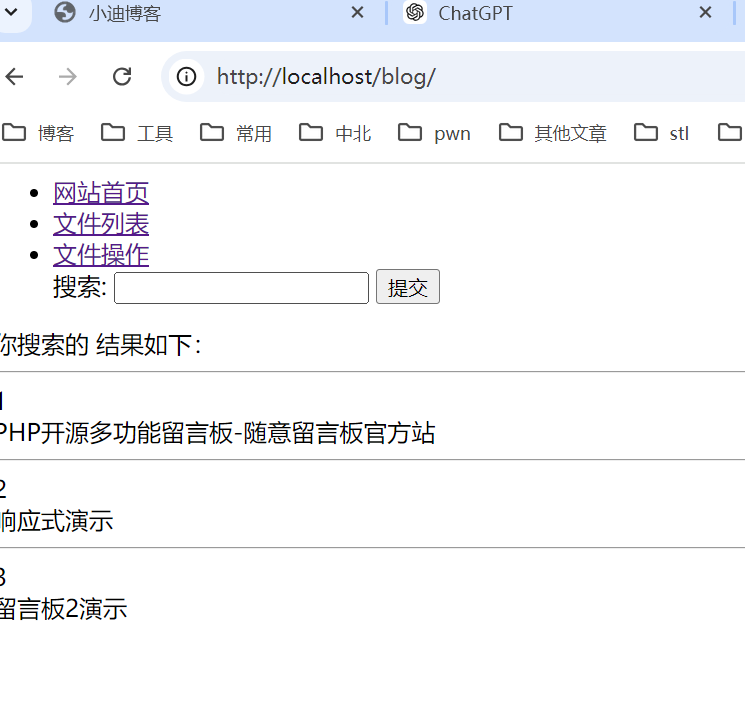 小迪博客 ChatGPT
http://localhost/blog/
博客 工具 常用 中北 pwn 其他文章 stl
网站首页
文件列表
文件操作
搜索: 提交
你搜索的 结果如下：
1
PHP开源多功能留言板-随意留言板官方站
2
响应式演示
3
留言板2演示